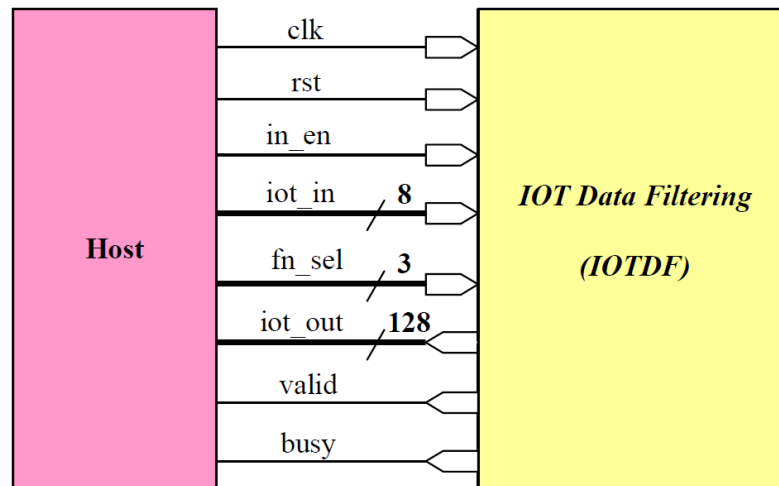 clk
rst
in_en
iot_in 8
fn_sel 3
iot_out 128
valid
busy
Host
IOT Data Filtering
(IOTDF)